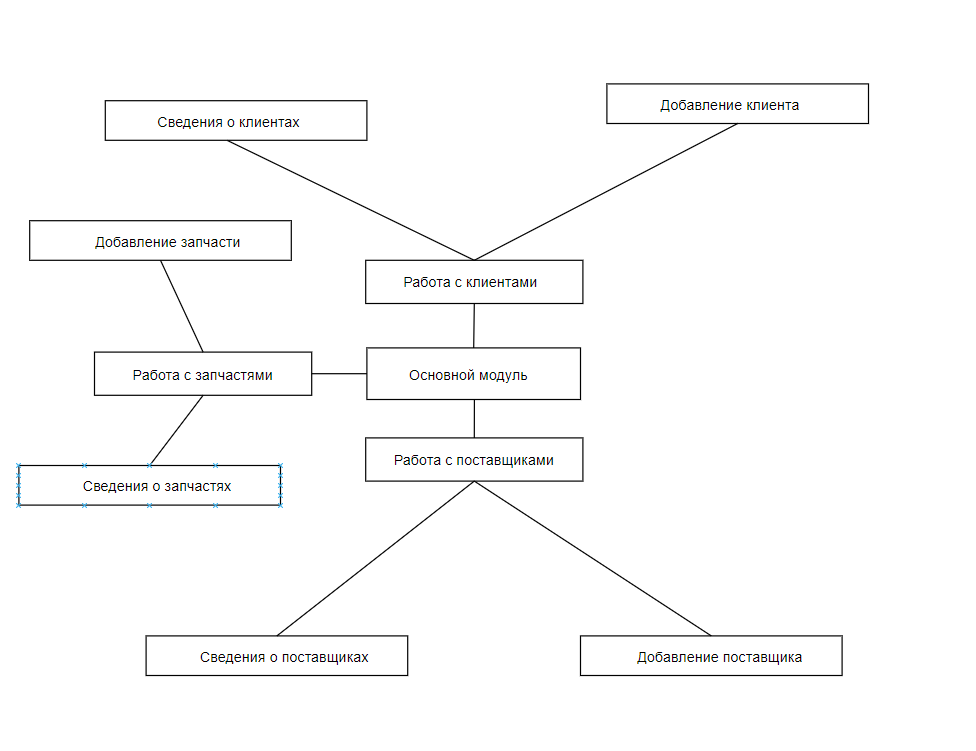 Добавление клиента
Сведения о клиентах
Добавление запчасти
Работа с клиентами
Работа с запчастями
Основной модуль
Работа с поставщиками
Сведения о запчастях
Сведения о поставщиках
Добавление поставщика